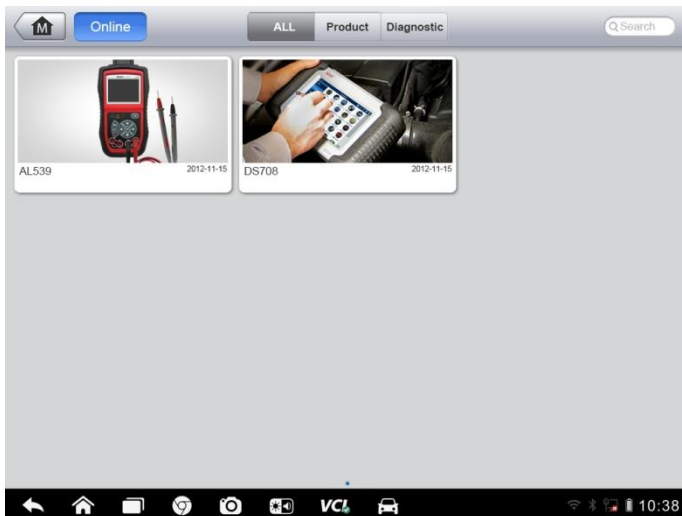 M Online ALL Product Diagnostic Search
AL539 2012-11-15 DS708 2012-11-15
VCI 10:38